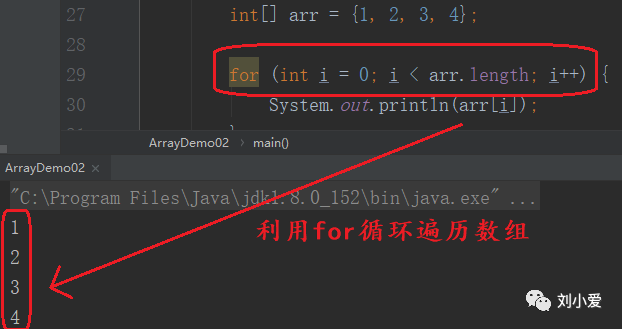 27
int[] arr = {1, 2, 3, 4};
28
29
for (int i = 0; i < arr.length; i++) {
30
System.out.println(arr[i]);
}
ArrayDemo02 › main()
ArrayDemo02 ×
"C:\Program Files\Java\jdk1.8.0_152\bin\java.exe" ...
1
2
3
4
利用for循环遍历数组
刘小爱